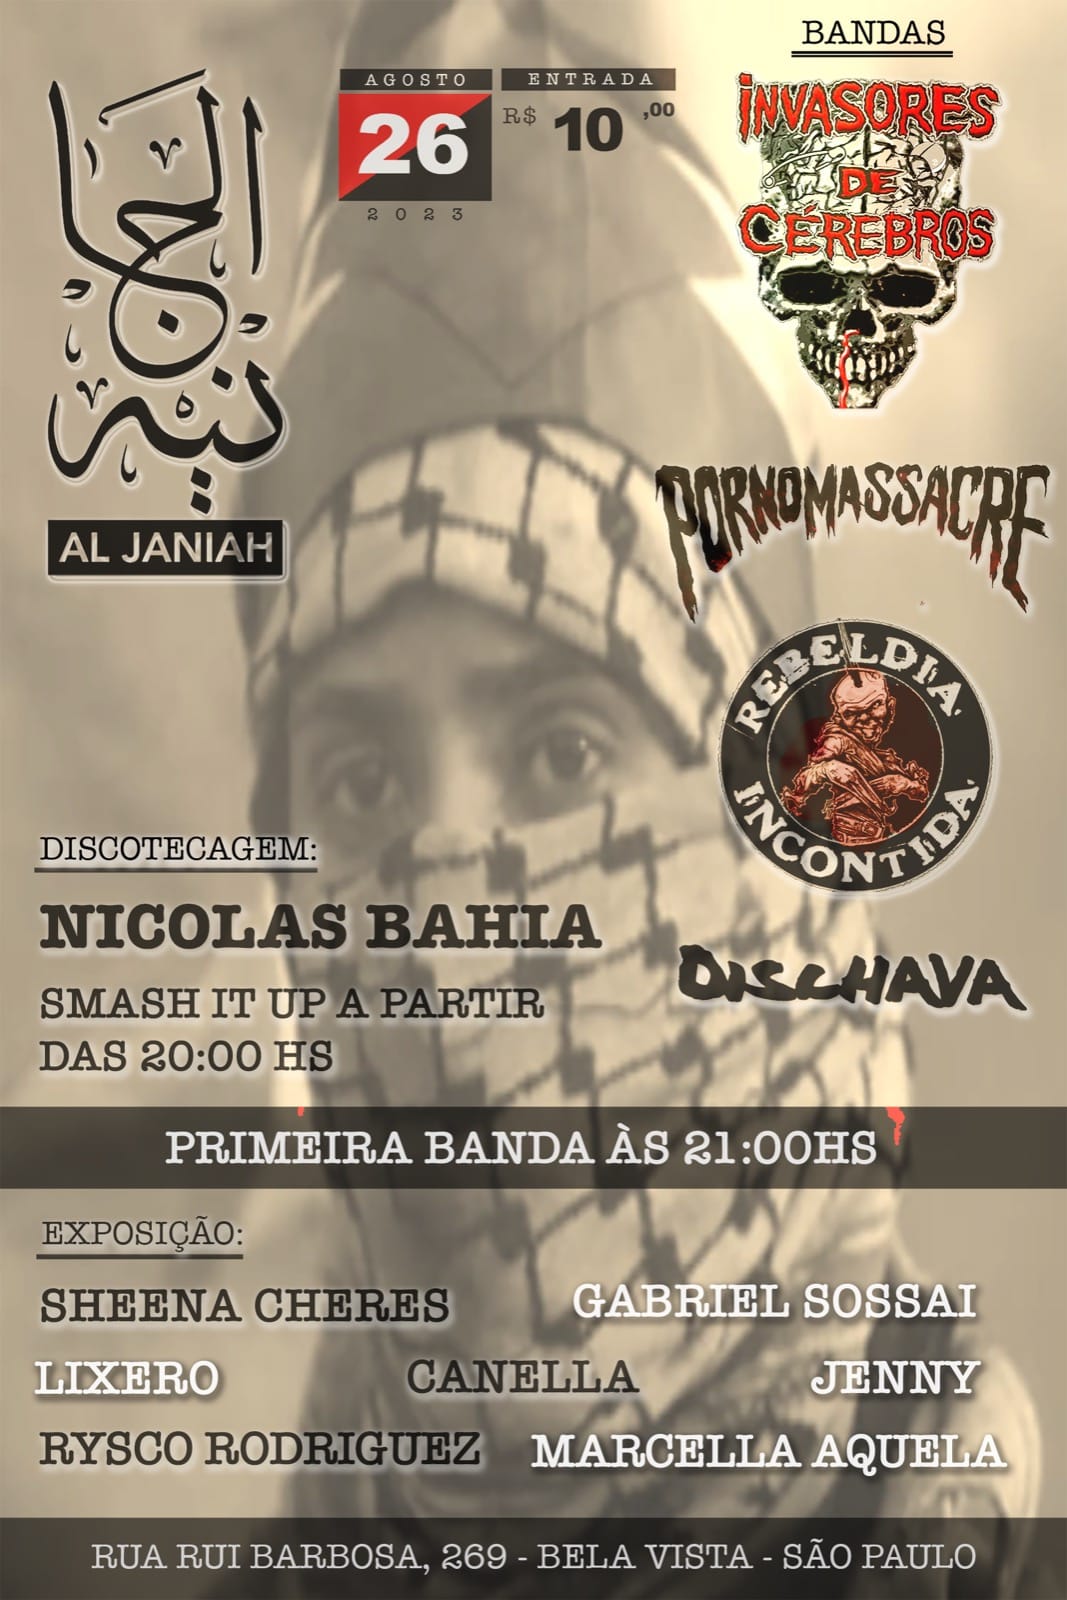 BANDAS
AGOSTO
26
2023
ENTRADA
R$ 10,00
الجا
نيه
AL JANIAH
INVASORES
DE
CÉREBROS
PORNOMASSACRE
REBELDIA
INCONTIDA
DISCHAVA
DISCOTECAGEM:
NICOLAS BAHIA
SMASH IT UP A PARTIR
DAS 20:00 HS
PRIMEIRA BANDA ÀS 21:00HS
EXPOSIÇÃO:
SHEENA CHERES
GABRIEL SOSSAI
LIXERO
CANELLA
JENNY
RYSCO RODRIGUEZ
MARCELLA AQUELA
RUA RUI BARBOSA, 269 - BELA VISTA - SÃO PAULO